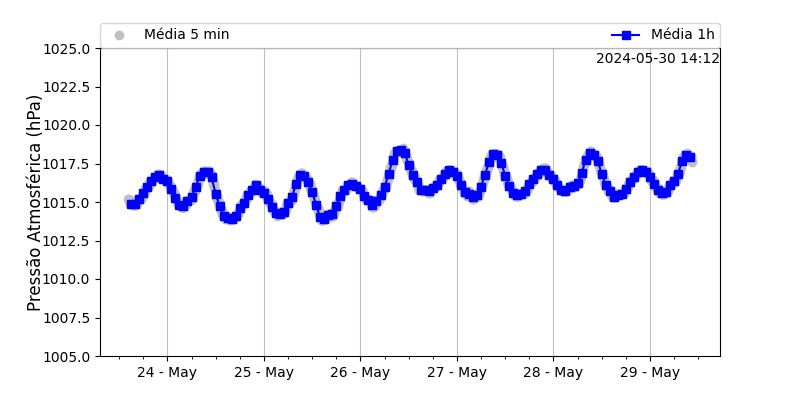 Média 5 min
Média 1h
2024-05-30 14:12
Pressão Atmosférica (hPa)
1025.0
1022.5
1020.0
1017.5
1015.0
1012.5
1010.0
1007.5
1005.0
24 - May
25 - May
26 - May
27 - May
28 - May
29 - May